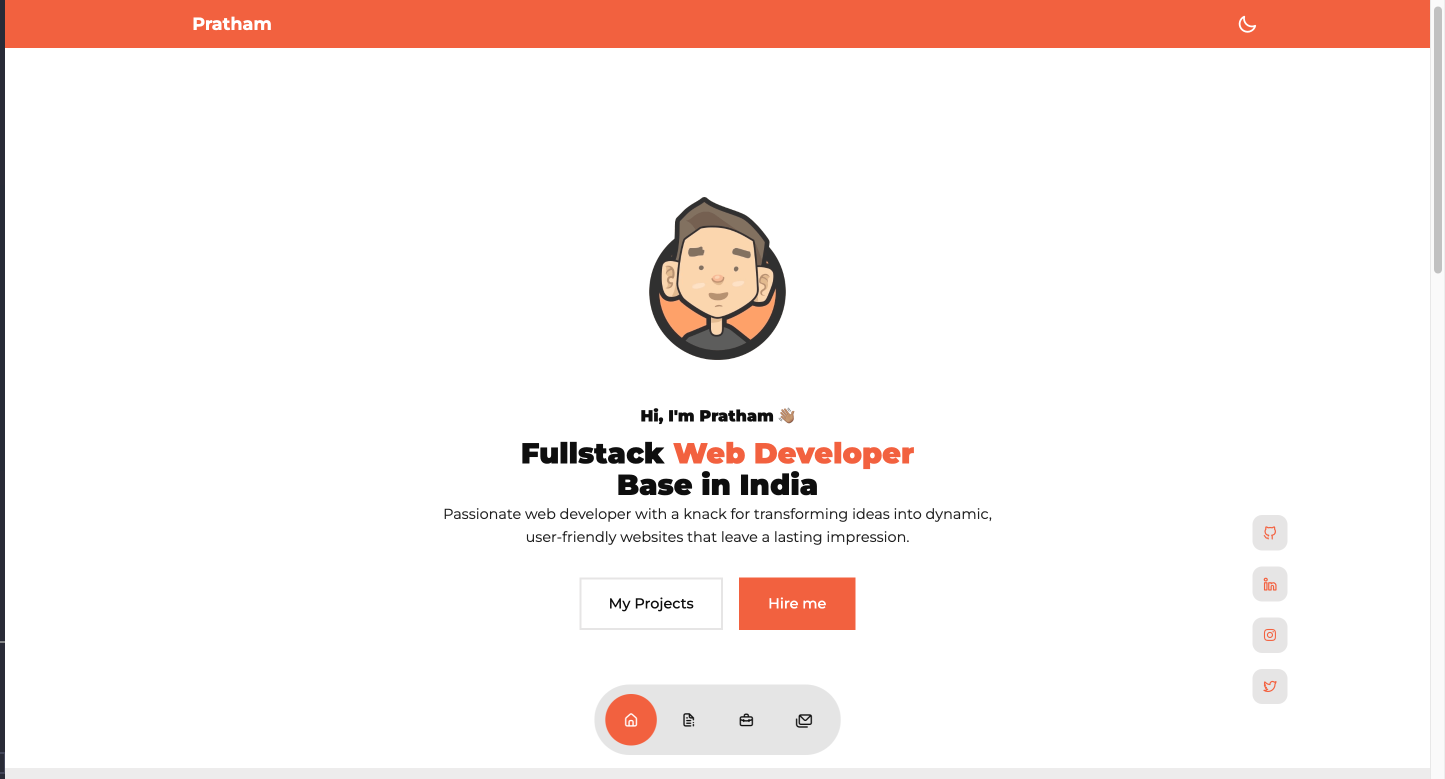 Pratham
Hi, I'm Pratham 👋🏽
Fullstack Web Developer
Base in India
Passionate web developer with a knack for transforming ideas into dynamic,
user-friendly websites that leave a lasting impression.
My Projects
Hire me